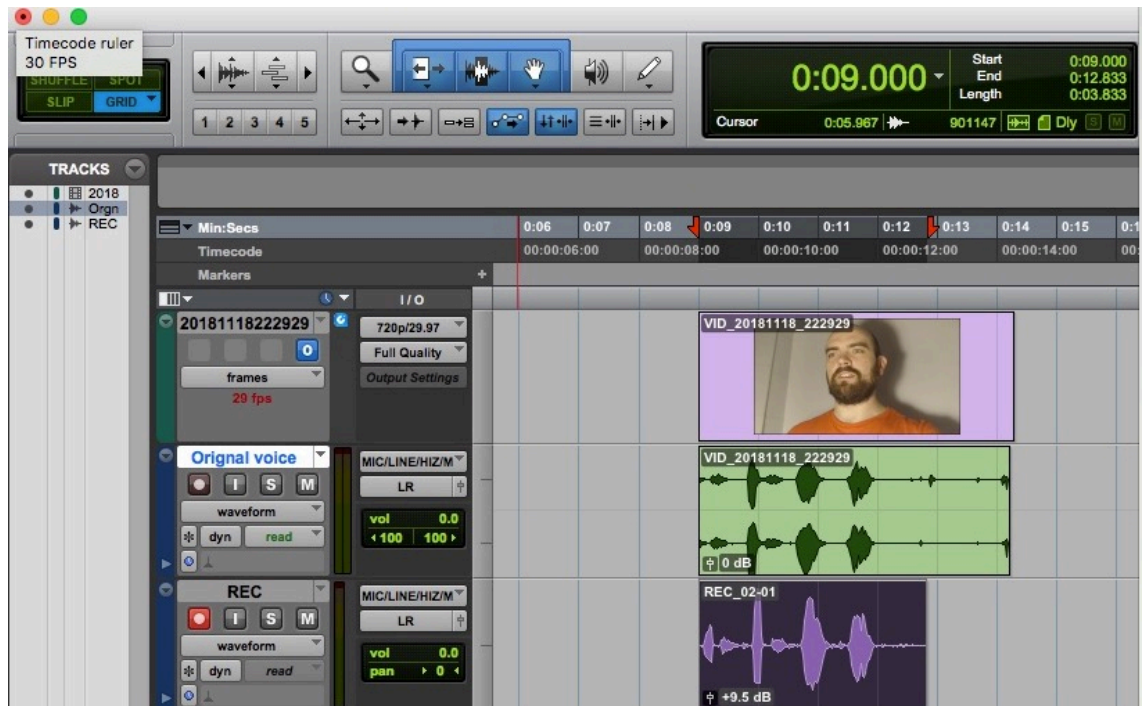 Timecode ruler
30 FPS
SHUFFLE SPOT
SLIP GRID
1 2 3 4 5
0:09.000
Start 0:09.000
End 0:12.833
Length 0:03.833
Cursor 0:05.967 901147 Dly S M
TRACKS
2018
Orgn
REC
Min:Secs 0:06 0:07 0:08 0:09 0:10 0:11 0:12 0:13 0:14 0:15 0:1
Timecode 00:00:06:00 00:00:08:00 00:00:10:00 00:00:12:00 00:00:14:00 00:
Markers +
I / O
20181118222929
O
frames
29 fps
720p/29.97
Full Quality
Output Settings
VID_20181118_222929
Orignal voice
I S M
waveform
dyn read
MIC/LINE/HIZ/M
LR
vol 0.0
100 100
VID_20181118_222929
0 dB
REC
I S M
waveform
dyn read
MIC/LINE/HIZ/M
LR
vol 0.0
pan 0
REC_02-01
+9.5 dB